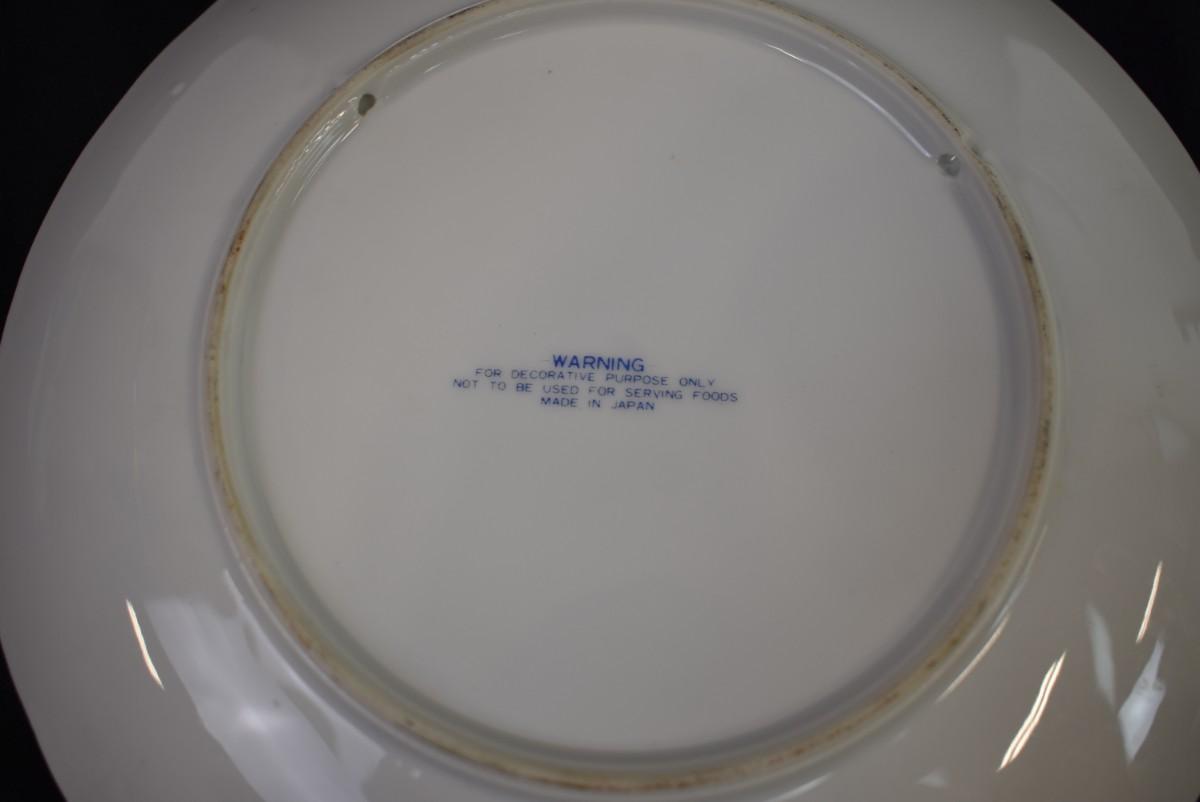 WARNING
FOR DECORATIVE PURPOSE ONLY
NOT TO BE USED FOR SERVING FOODS
MADE IN JAPAN